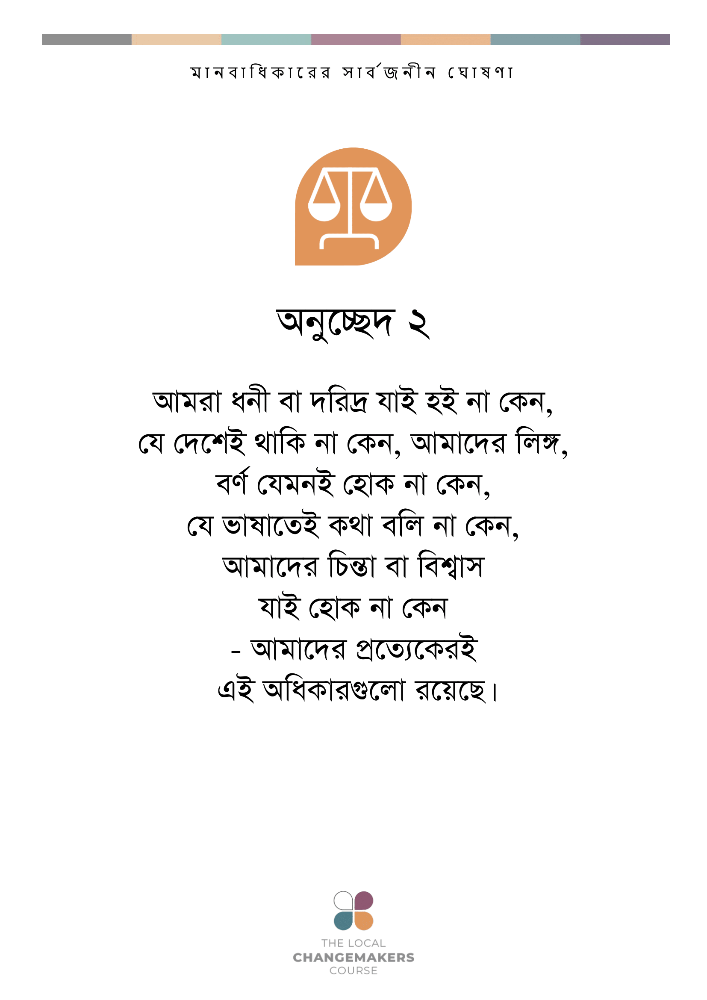 মানবাধিকারের সার্বজনীন ঘোষণা
অনুচ্ছেদ ২
আমরা ধনী বা দরিদ্র যাই হই না কেন,
যে দেশেই থাকি না কেন, আমাদের লিঙ্গ,
বর্ণ যেমনই হোক না কেন,
যে ভাষাতেই কথা বলি না কেন,
আমাদের চিন্তা বা বিশ্বাস
যাই হোক না কেন
- আমাদের প্রত্যেকেরই
এই অধিকারগুলো রয়েছে।
THE LOCAL
CHANGEMAKERS
COURSE